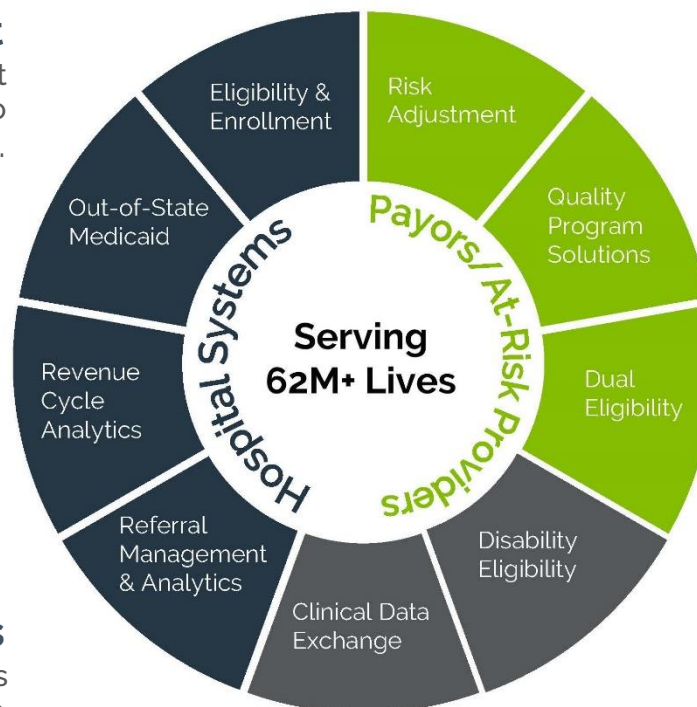 Eligibility &
Enrollment
Risk
Adjustment
Out-of-State
Medicaid
Quality
Program
Solutions
Hospital Systems
Payors/At-Risk Providers
Serving
62M+ Lives
Revenue
Cycle
Analytics
Dual
Eligibility
Referral
Management
& Analytics
Disability
Eligibility
Clinical Data
Exchange